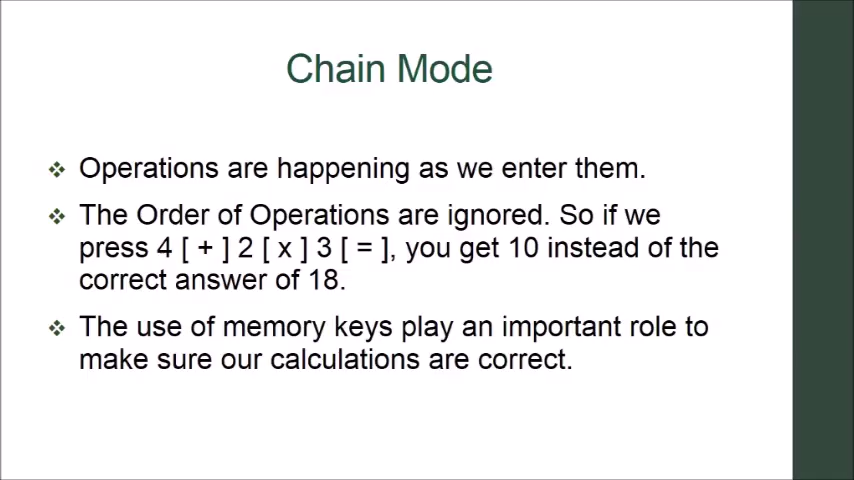 Chain Mode
Operations are happening as we enter them.
The Order of Operations are ignored. So if we
press 4 [ + ] 2 [ x ] 3 [ = ], you get 10 instead of the
correct answer of 18.
The use of memory keys play an important role to
make sure our calculations are correct.